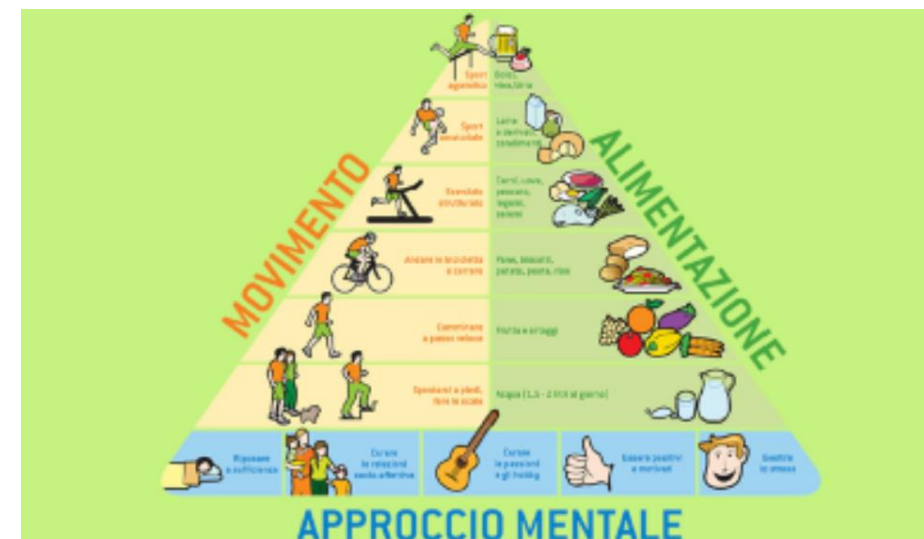 MOVIMENTO
ALIMENTAZIONE
Sport
agonistico
Dolci,
vino, birra
Sport
amatoriale
Latte
e derivati,
condimenti
Esercizio
strutturato
Carni, uova,
pesce,
legumi,
salumi
Andare in bicicletta
o correre
Pane, biscotti,
patate, pasta, riso
Camminare
a passo veloce
Frutta e ortaggi
Spostarsi a piedi,
fare le scale
Acqua (1,5 - 2 litri al giorno)
Riposare
a sufficienza
Curare
le relazioni
socio affettive
Curare
le passioni
e gli hobby
Essere positivi
e motivati
Gestire
lo stress
APPROCCIO MENTALE